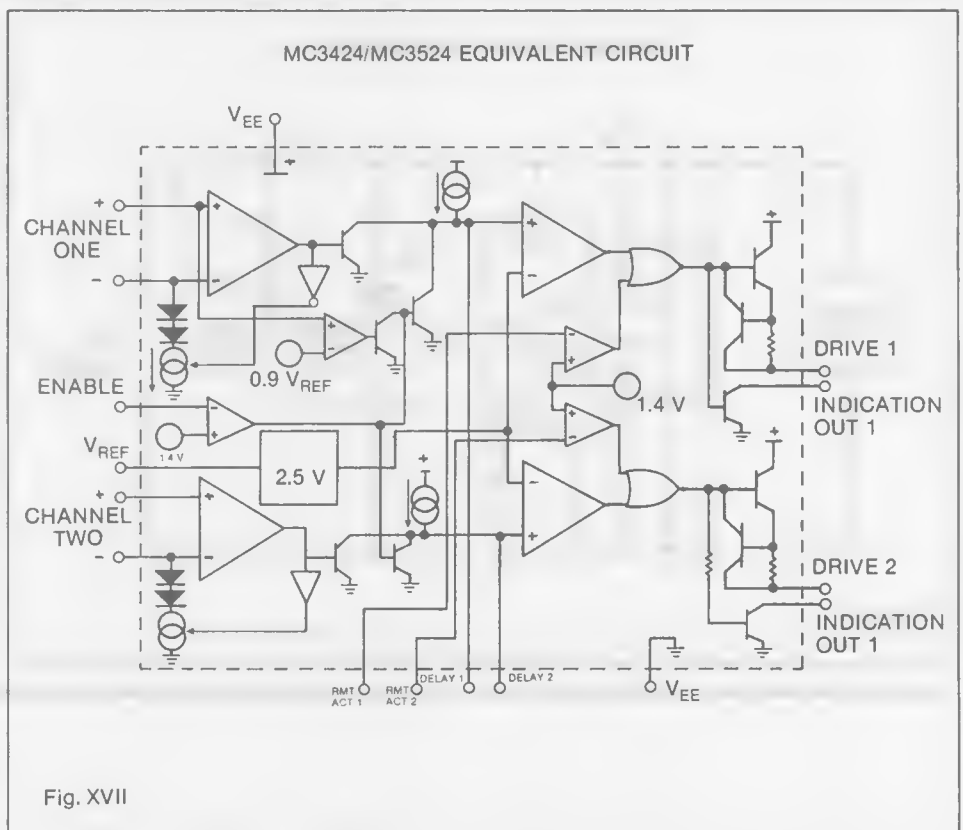 MC3424/MC3524 EQUIVALENT CIRCUIT
VEE
+
+
CHANNEL
ONE
-
+
-
+
-
0.9 VREF
+
-
-
+
1.4 V
+
DRIVE 1
INDICATION
OUT 1
ENABLE
-
+
1.4 V
VREF
2.5 V
+
CHANNEL
TWO
-
+
-
+
+
-
-
+
+
DRIVE 2
INDICATION
OUT 1
RMT
ACT 1
RMT
ACT 2
DELAY 1
DELAY 2
VEE
Fig. XVII